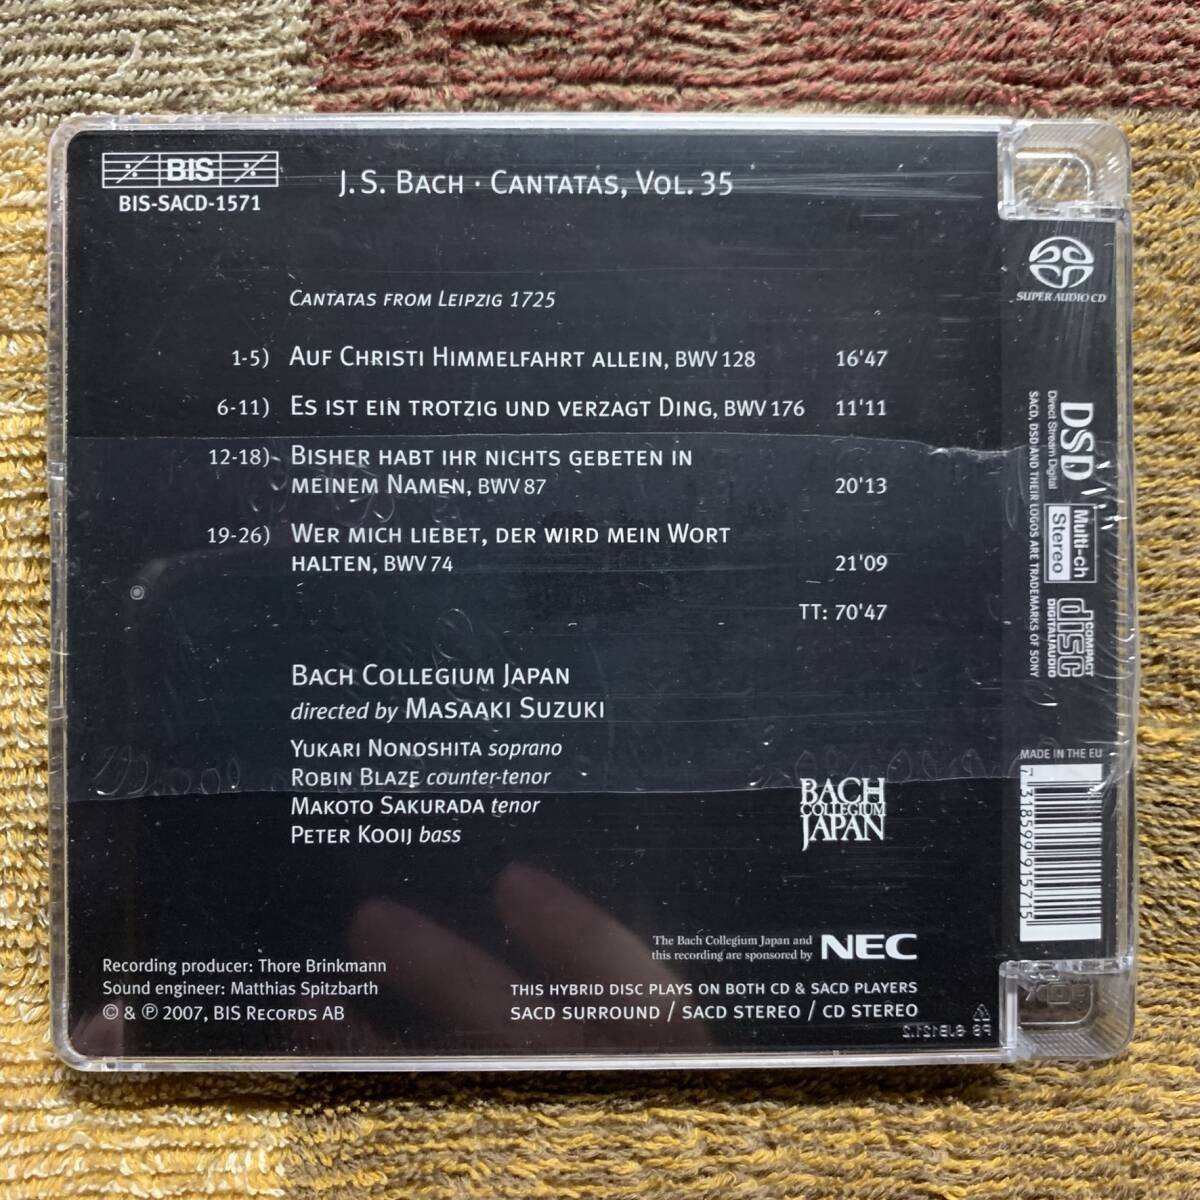 BIS
BIS-SACD-1571
J.S. Bach · Cantatas, Vol. 35
Cantatas from Leipzig 1725
1-5) Auf Christi Himmelfahrt allein, BWV 128 16'47
6-11) Es ist ein trotzig und verzagt Ding, BWV 176 11'11
12-18) Bisher habt ihr nichts gebeten in
meinem Namen, BWV 87 20'13
19-26) Wer mich liebet, der wird mein Wort
halten, BWV 74 21'09
TT: 70'47
Bach Collegium Japan
directed by Masaaki Suzuki
Yukari Nonoshita soprano
Robin Blaze counter-tenor
Makoto Sakurada tenor
Peter Kooij bass
BACH
COLLEGIUM
JAPAN
The Bach Collegium Japan and
this recording are sponsored by NEC
Recording producer: Thore Brinkmann
Sound engineer: Matthias Spitzbarth
© & ℗ 2007, BIS Records AB
THIS HYBRID DISC PLAYS ON BOTH CD & SACD PLAYERS
SACD SURROUND / SACD STEREO / CD STEREO
SUPER AUDIO CD
DSD
Direct Stream Digital
Multi-ch
Stereo
COMPACT
disc
DIGITAL AUDIO
SACD, DSD AND THEIR LOGOS ARE TRADEMARKS OF SONY
MADE IN THE EU
7 318599 915715